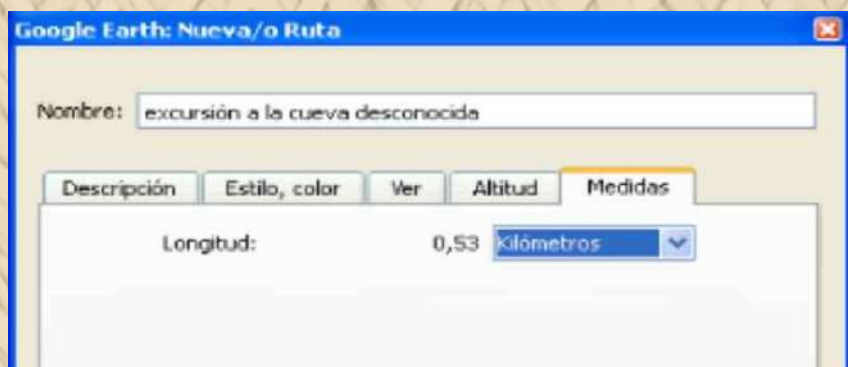 Google Earth: Nueva/o Ruta
Nombre: excursión a la cueva desconocida
Descripción Estilo, color Ver Altitud Medidas
Longitud: 0,53 Kilómetros